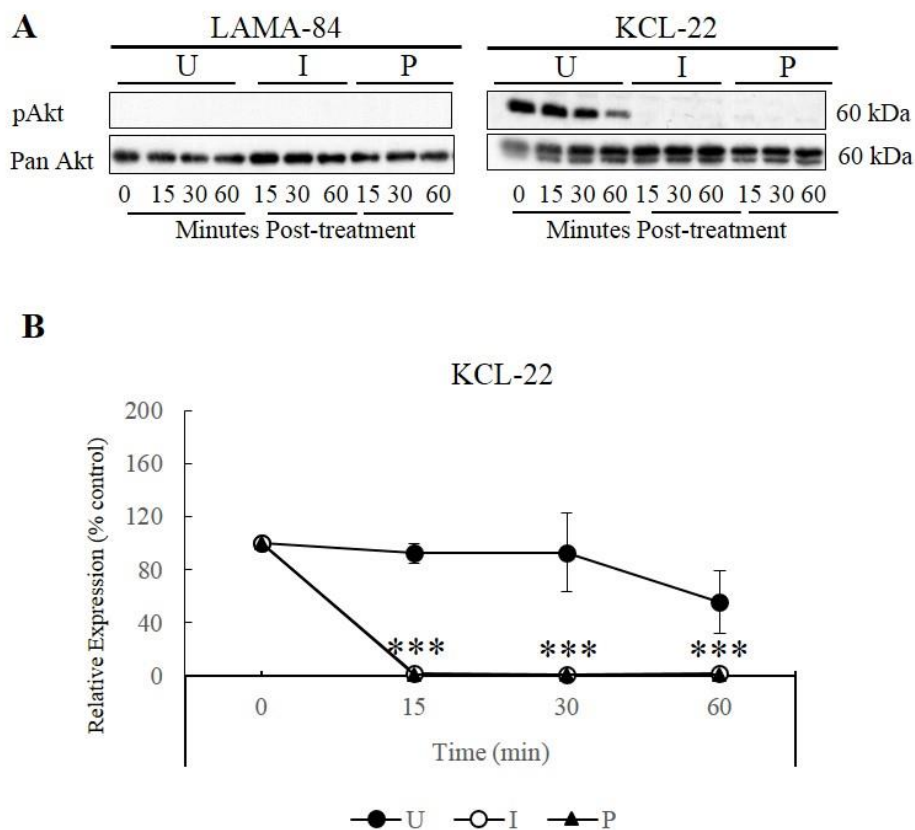 A
LAMA-84
KCL-22
U I P
U I P
pAkt
60 kDa
Pan Akt
60 kDa
0 15 30 60 15 30 60 15 30 60
0 15 30 60 15 30 60 15 30 60
Minutes Post-treatment
Minutes Post-treatment
B
KCL-22
Relative Expression (% control)
200
160
120
80
40
0
***
***
***
0 15 30 60
Time (min)
U I P